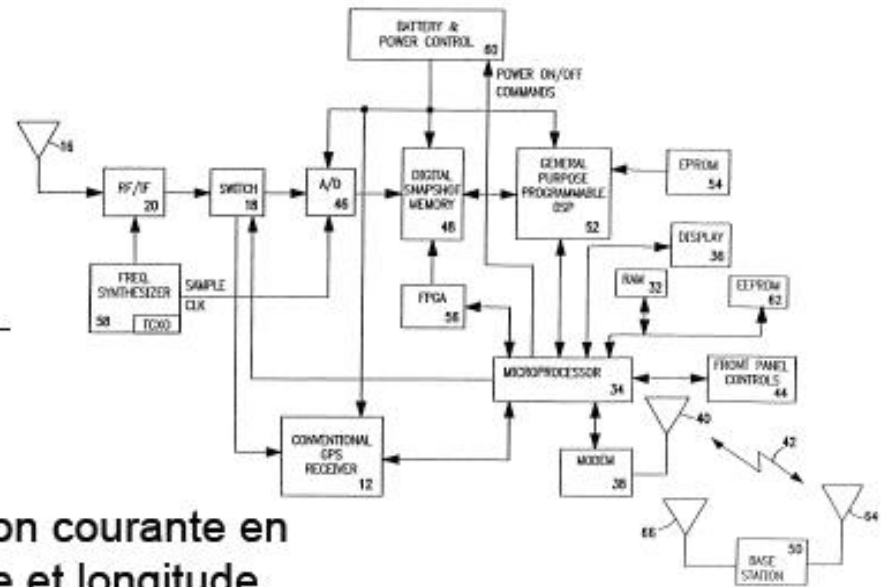 BATTERY &
POWER CONTROL
60
POWER ON/OFF
COMMANDS
16
RF/IF
20
SWITCH
18
A/D
46
DIGITAL
SNAPSHOT
MEMORY
48
GENERAL
PURPOSE
PROGRAMMABLE
DSP
52
EPROM
54
DISPLAY
36
FREQ.
SYNTHESIZER
58
TCXO
SAMPLE
CLK
FPGA
56
RAM
32
EEPROM
62
MICROPROCESSOR
34
FRONT PANEL
CONTROLS
44
CONVENTIONAL
GPS
RECEIVER
12
MODEM
38
40
42
66
64
BASE
STATION
50
on courante en
e et longitude